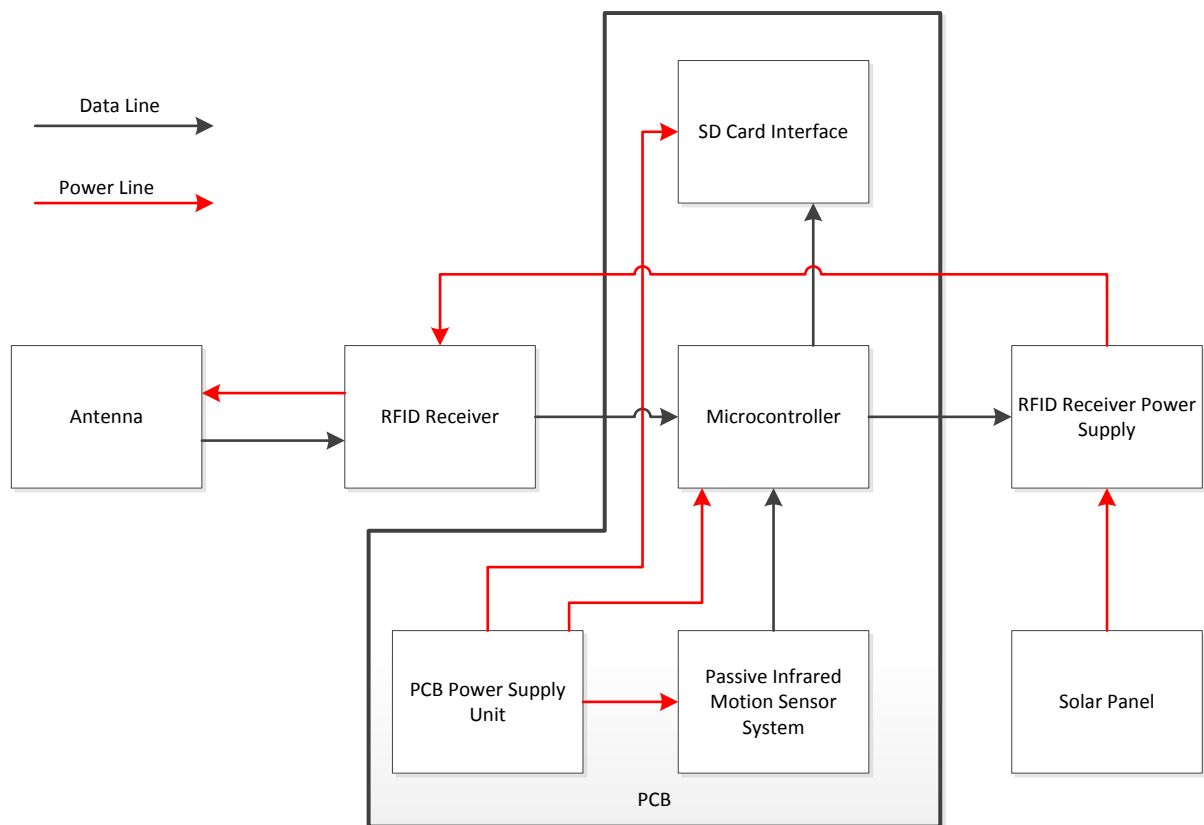 Data Line
Power Line
SD Card Interface
Antenna
RFID Receiver
Microcontroller
RFID Receiver Power
Supply
PCB Power Supply
Unit
Passive Infrared
Motion Sensor
System
Solar Panel
PCB